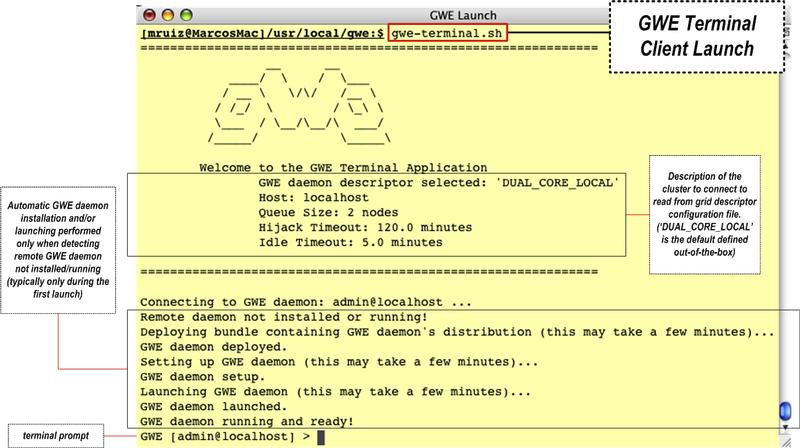 GWE Launch
GWE Terminal
Client Launch
[mruiz@MarcosMac]/usr/local/gwe:$ gwe-terminal.sh
Welcome to the GWE Terminal Application
GWE daemon descriptor selected: 'DUAL_CORE_LOCAL'
Host: localhost
Queue Size: 2 nodes
Hijack Timeout: 120.0 minutes
Idle Timeout: 5.0 minutes
Description of the
cluster to connect to
read from grid descriptor
configuration file.
('DUAL_CORE_LOCAL'
is the default defined
out-of-the-box)
Automatic GWE daemon
installation and/or
launching performed
only when detecting
remote GWE daemon
not installed/running
(typically only during the
first launch)
Connecting to GWE daemon: admin@localhost ...
Remote daemon not installed or running!
Deploying bundle containing GWE daemon's distribution (this may take a few minutes)...
GWE daemon deployed.
Setting up GWE daemon (this may take a few minutes)...
GWE daemon setup.
Launching GWE daemon (this may take a few minutes)...
GWE daemon launched.
GWE daemon running and ready!
terminal prompt
GWE [admin@localhost] >